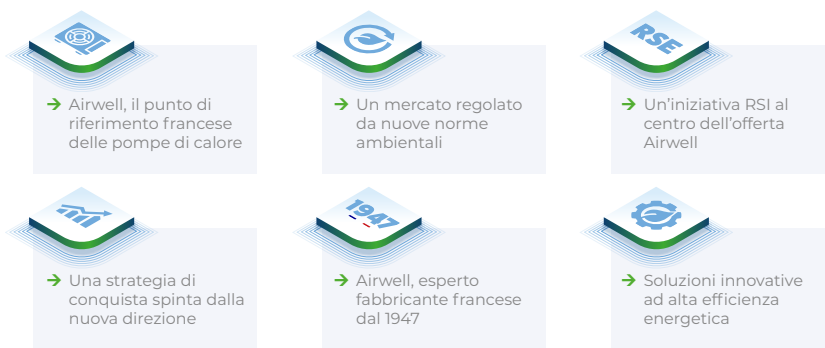 Airwell, il punto di
riferimento francese
delle pompe di calore
Un mercato regolato
da nuove norme
ambientali
RSE
Un'iniziativa RSI al
centro dell'offerta
Airwell
Una strategia di
conquista spinta dalla
nuova direzione
1947
Airwell, esperto
fabbricante francese
dal 1947
Soluzioni innovative
ad alta efficienza
energetica